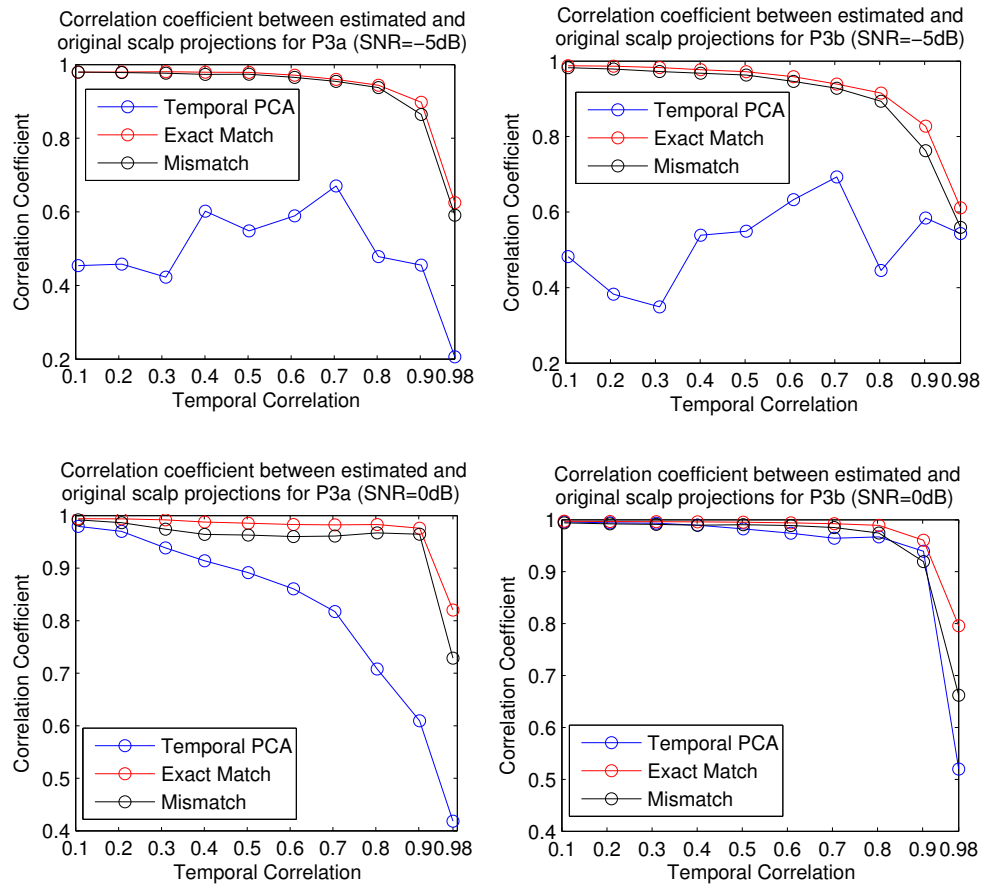 Correlation coefficient between estimated and
original scalp projections for P3a (SNR=−5dB)
1
0.8
0.6
0.4
0.2
Correlation Coefficient
Temporal PCA
Exact Match
Mismatch
0.1 0.2 0.3 0.4 0.5 0.6 0.7 0.8 0.9 0.98
Temporal Correlation
Correlation coefficient between estimated and
original scalp projections for P3b (SNR=−5dB)
1
0.8
0.6
0.4
0.2
Correlation Coefficient
Temporal PCA
Exact Match
Mismatch
0.1 0.2 0.3 0.4 0.5 0.6 0.7 0.8 0.9 0.98
Temporal Correlation
Correlation coefficient between estimated and
original scalp projections for P3a (SNR=0dB)
1
0.9
0.8
0.7
0.6
0.5
0.4
Correlation Coefficient
Temporal PCA
Exact Match
Mismatch
0.1 0.2 0.3 0.4 0.5 0.6 0.7 0.8 0.9 0.98
Temporal Correlation
Correlation coefficient between estimated and
original scalp projections for P3b (SNR=0dB)
1
0.9
0.8
0.7
0.6
0.5
0.4
Correlation Coefficient
Temporal PCA
Exact Match
Mismatch
0.1 0.2 0.3 0.4 0.5 0.6 0.7 0.8 0.9 0.98
Temporal Correlation